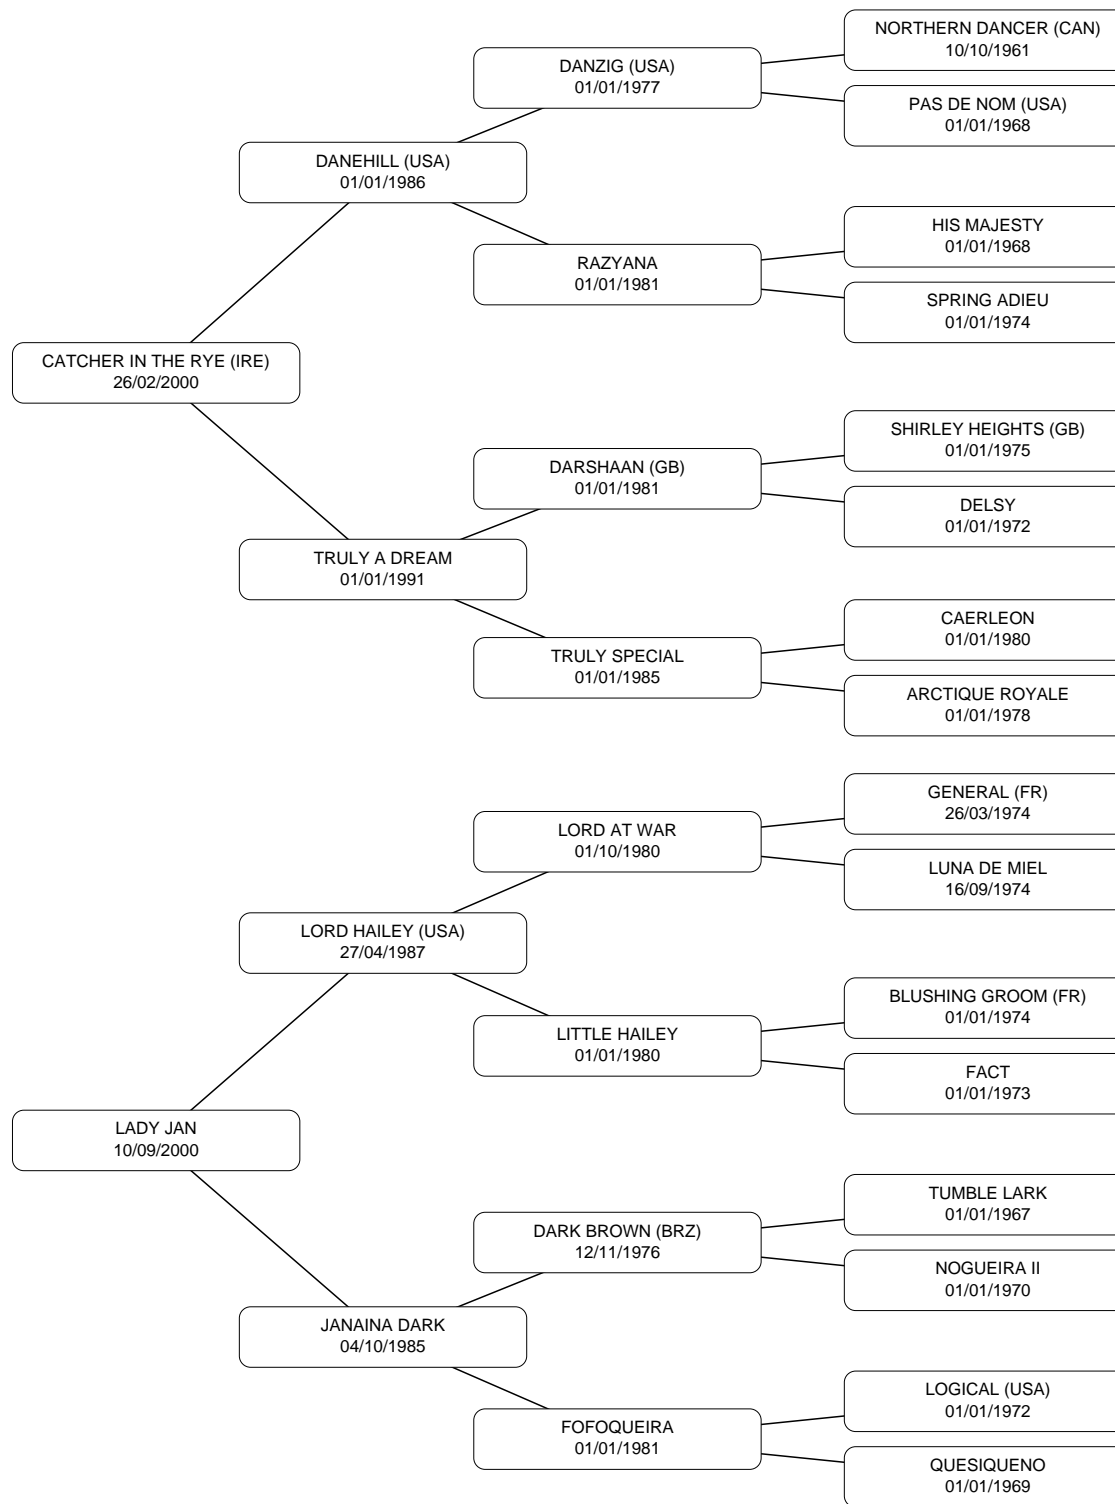 NORTHERN DANCER (CAN)
10/10/1961
DANZIG (USA)
01/01/1977
PAS DE NOM (USA)
01/01/1968
DANEHILL (USA)
01/01/1986
HIS MAJESTY
01/01/1968
RAZYANA
01/01/1981
SPRING ADIEU
01/01/1974
CATCHER IN THE RYE (IRE)
26/02/2000
SHIRLEY HEIGHTS (GB)
01/01/1975
DARSHAAN (GB)
01/01/1981
DELSY
01/01/1972
TRULY A DREAM
01/01/1991
CAERLEON
01/01/1980
TRULY SPECIAL
01/01/1985
ARCTIQUE ROYALE
01/01/1978
GENERAL (FR)
26/03/1974
LORD AT WAR
01/10/1980
LUNA DE MIEL
16/09/1974
LORD HAILEY (USA)
27/04/1987
BLUSHING GROOM (FR)
01/01/1974
LITTLE HAILEY
01/01/1980
FACT
01/01/1973
LADY JAN
10/09/2000
TUMBLE LARK
01/01/1967
DARK BROWN (BRZ)
12/11/1976
NOGUEIRA II
01/01/1970
JANAINA DARK
04/10/1985
LOGICAL (USA)
01/01/1972
FOFOQUEIRA
01/01/1981
QUESIQUENO
01/01/1969